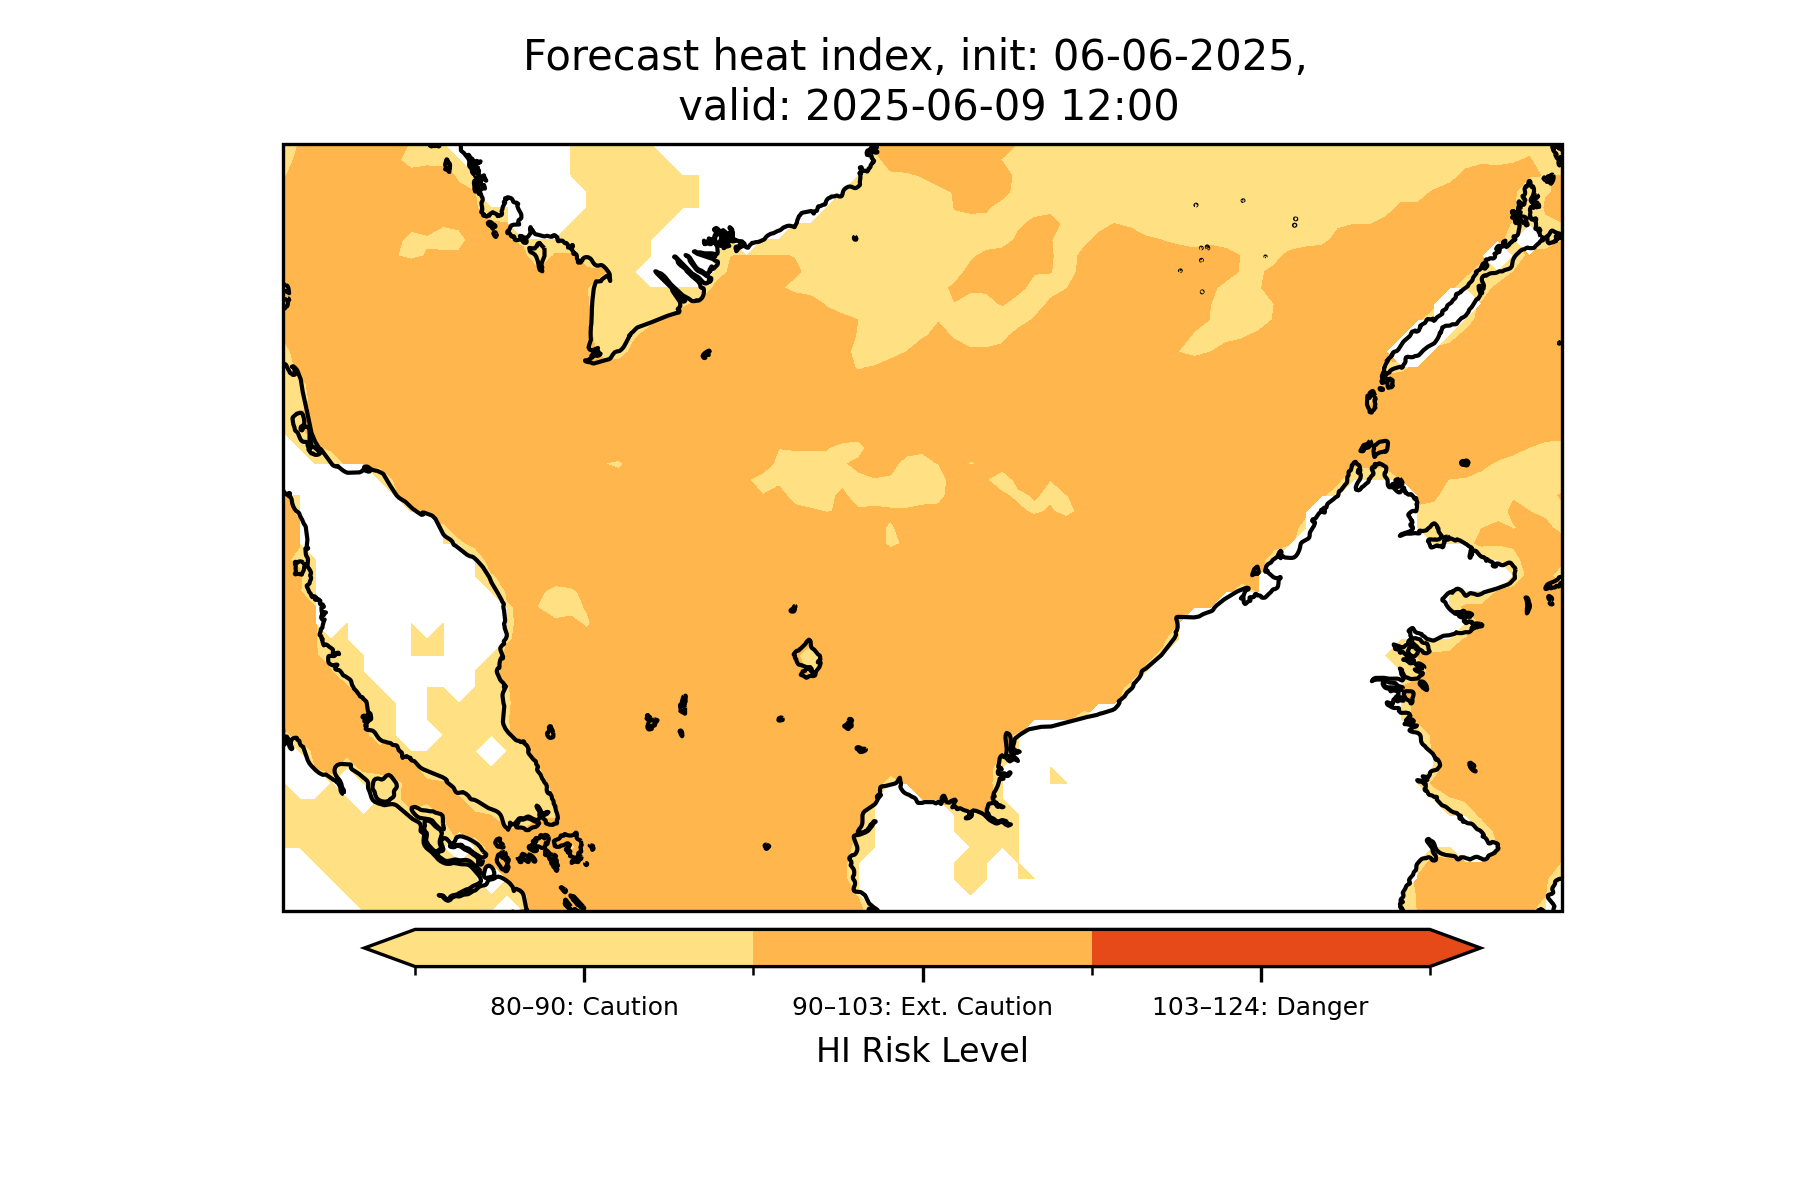 Forecast heat index, init: 06-06-2025,
valid: 2025-06-09 12:00
80–90: Caution
90–103: Ext. Caution
103–124: Danger
HI Risk Level